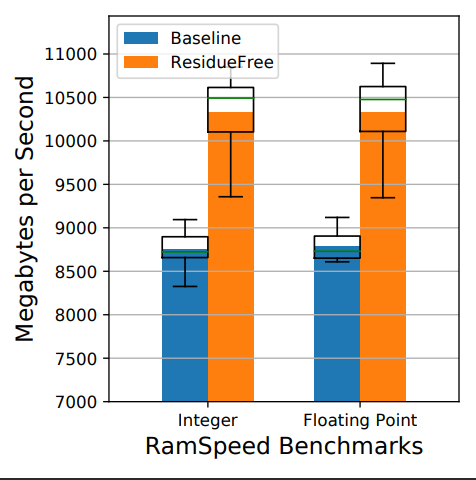 Baseline
ResidueFree
Megabytes per Second
11000
10500
10000
9500
9000
8500
8000
7500
7000
Integer
Floating Point
RamSpeed Benchmarks